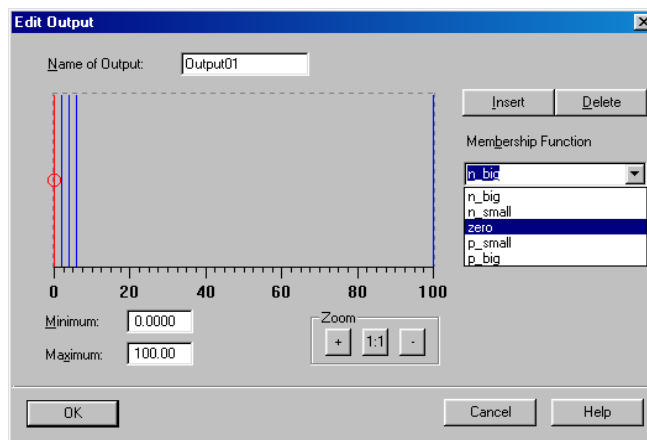 Edit Output
Name of Output: Output01
Insert Delete
Membership Function
n_big
n_big
n_small
zero
p_small
p_big
0 20 40 60 80 100
Minimum: 0.0000
Maximum: 100.00
Zoom
+ 1:1 -
OK Cancel Help